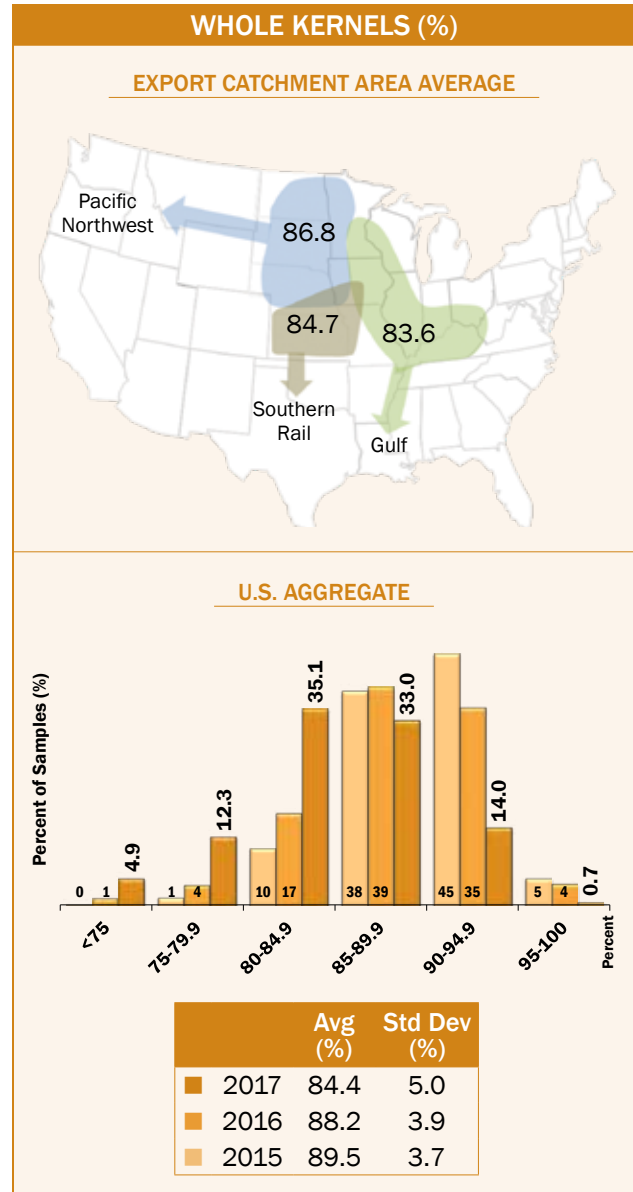 WHOLE KERNELS (%)
EXPORT CATCHMENT AREA AVERAGE
Pacific
Northwest
86.8
84.7
83.6
Southern
Rail
Gulf
U.S. AGGREGATE
Percent of Samples (%)
0 1 4.9
1 4 12.3
10 17 35.1
38 39 33.0
45 35 14.0
5 4 0.7
<75 75-79.9 80-84.9 85-89.9 90-94.9 95-100 Percent
Avg Std Dev
(%) (%)
2017 84.4 5.0
2016 88.2 3.9
2015 89.5 3.7